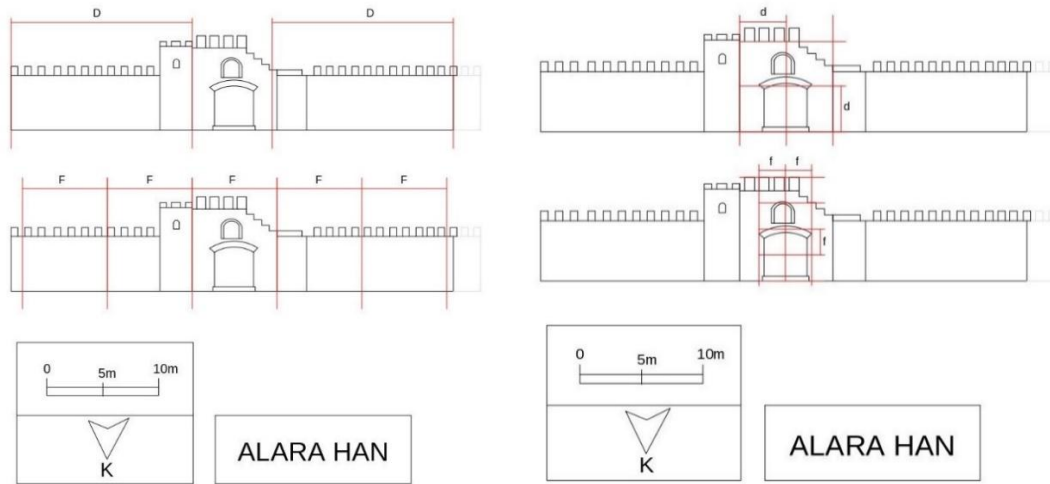 D D
F F F F F
0 5m 10m
K
ALARA HAN
d
d
f f
f
0 5m 10m
K
ALARA HAN